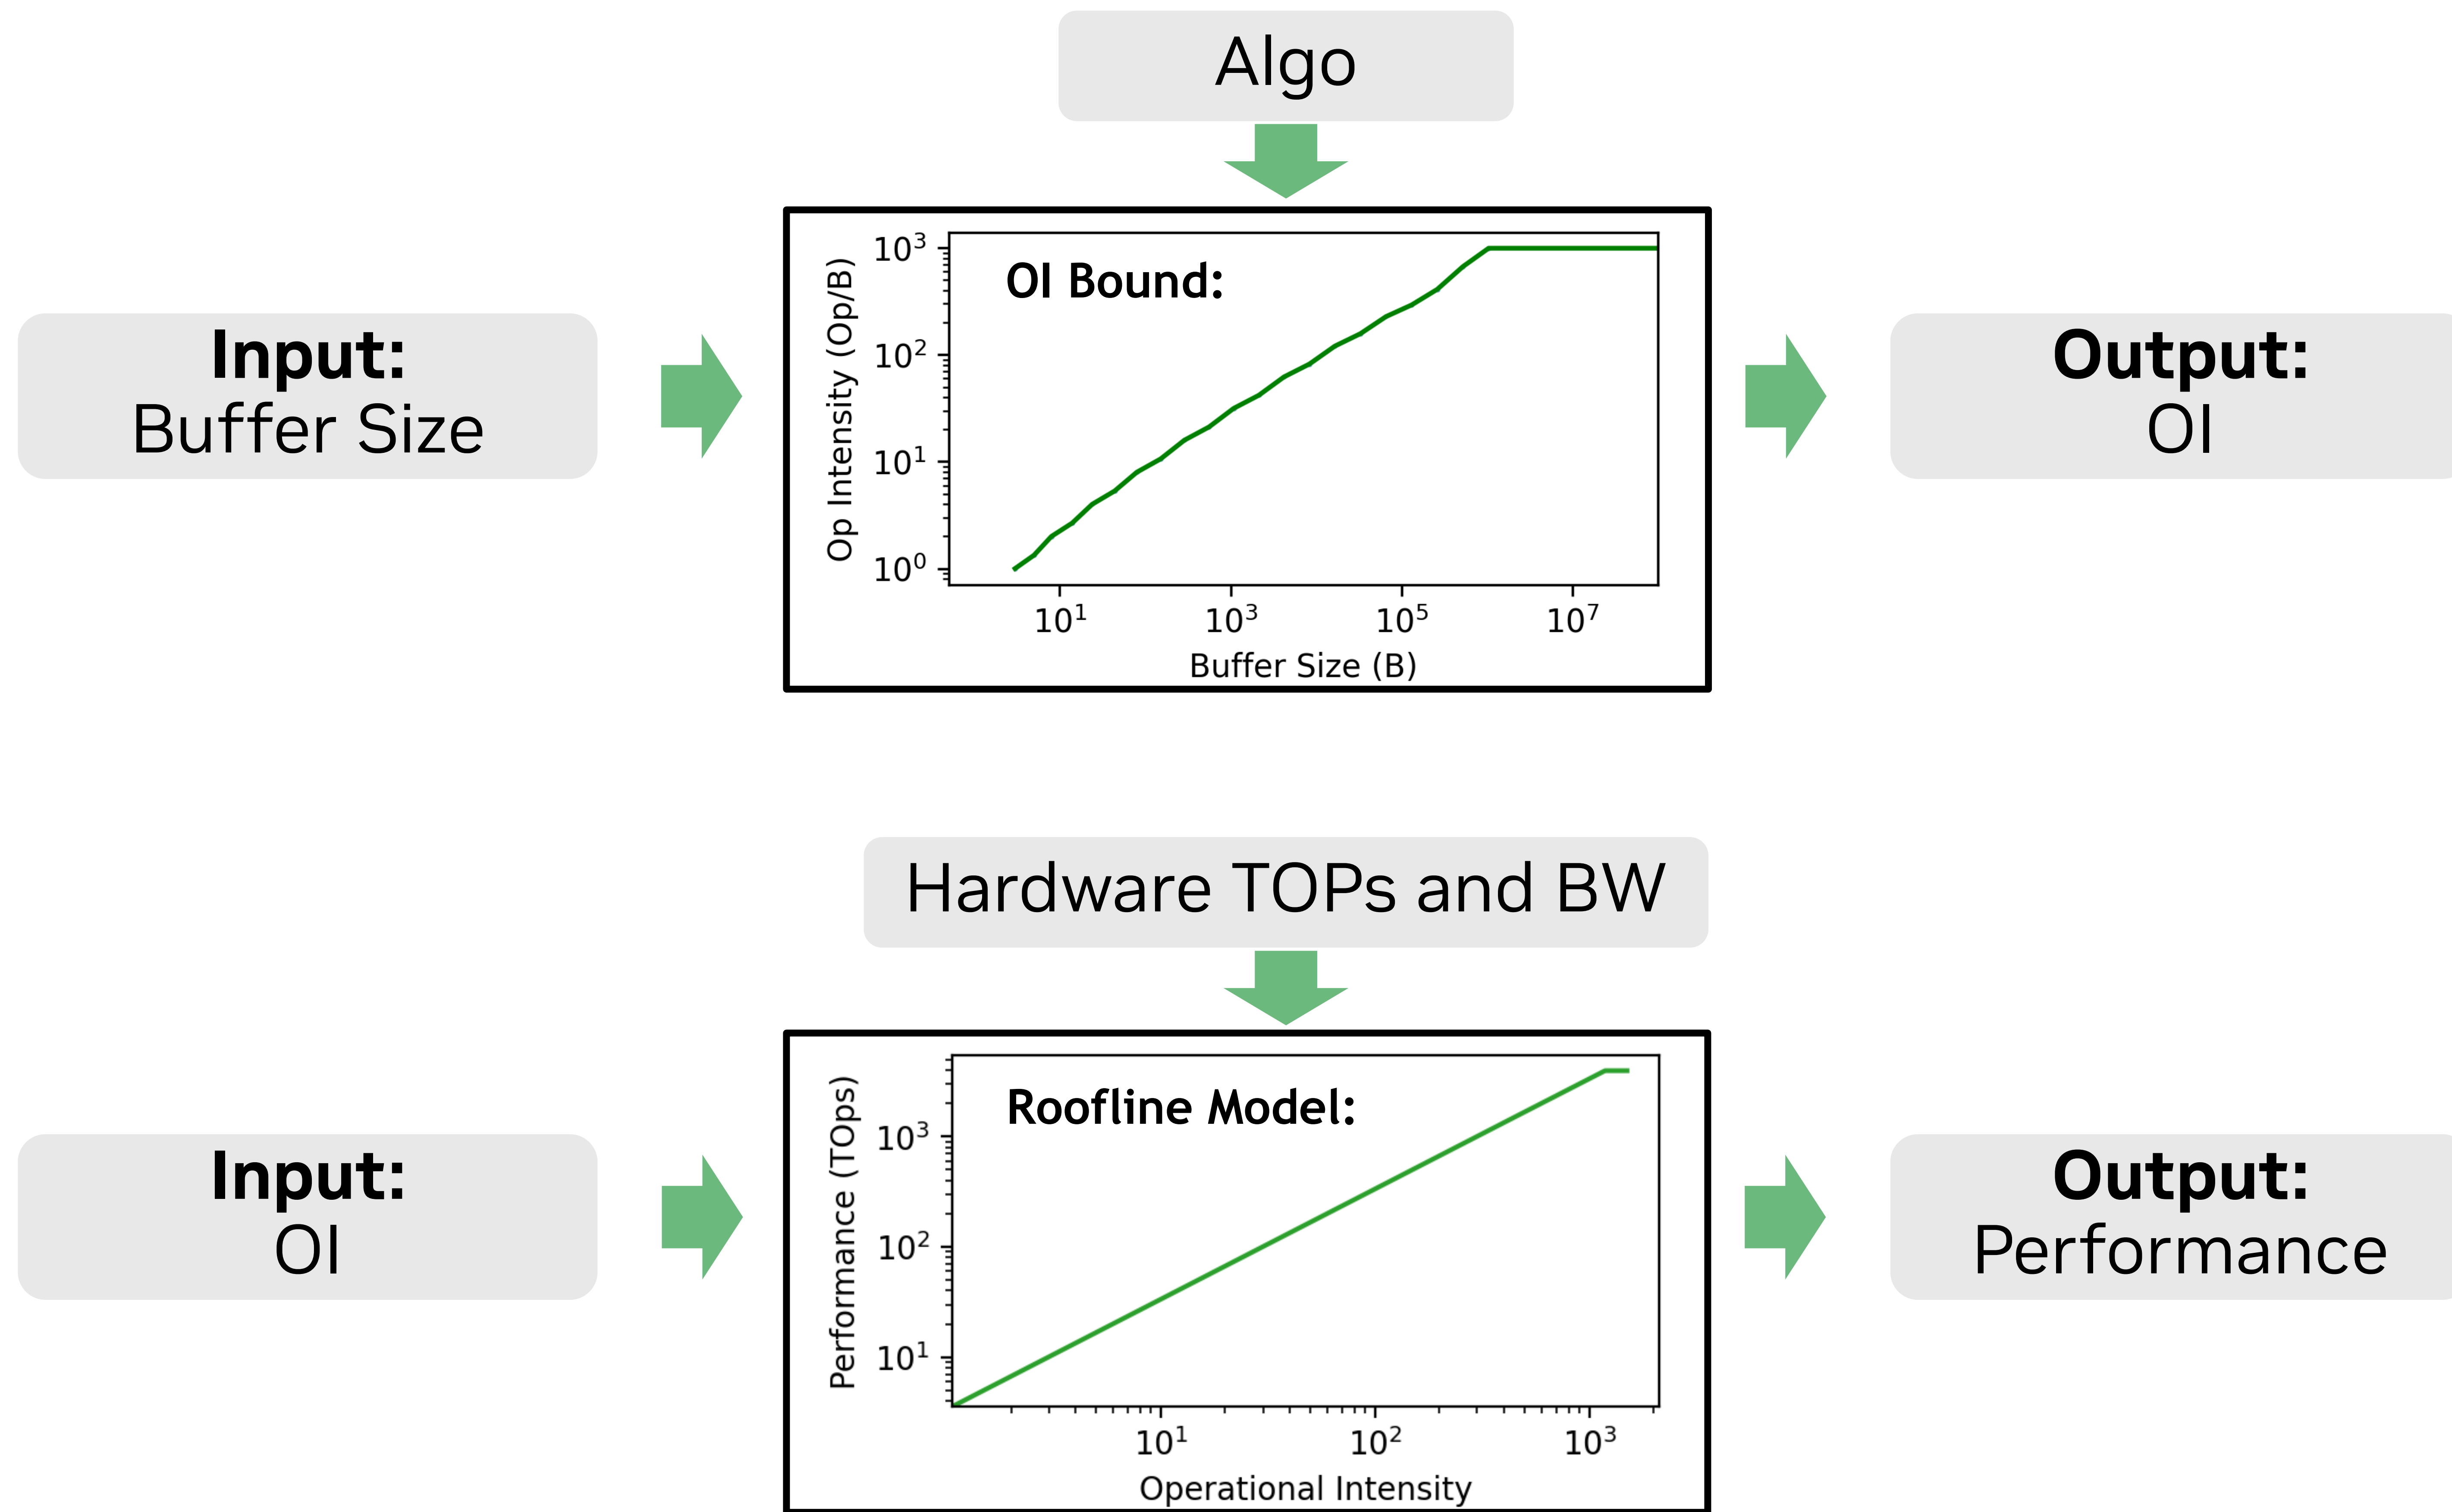 Algo
Input:
Buffer Size
OI Bound:
Op Intensity (Op/B)
10³
10²
10¹
10⁰
10¹
10³
10⁵
10⁷
Buffer Size (B)
Output:
OI
Hardware TOPs and BW
Input:
OI
Roofline Model:
Performance (TOps)
10³
10²
10¹
10¹
10²
10³
Operational Intensity
Output:
Performance